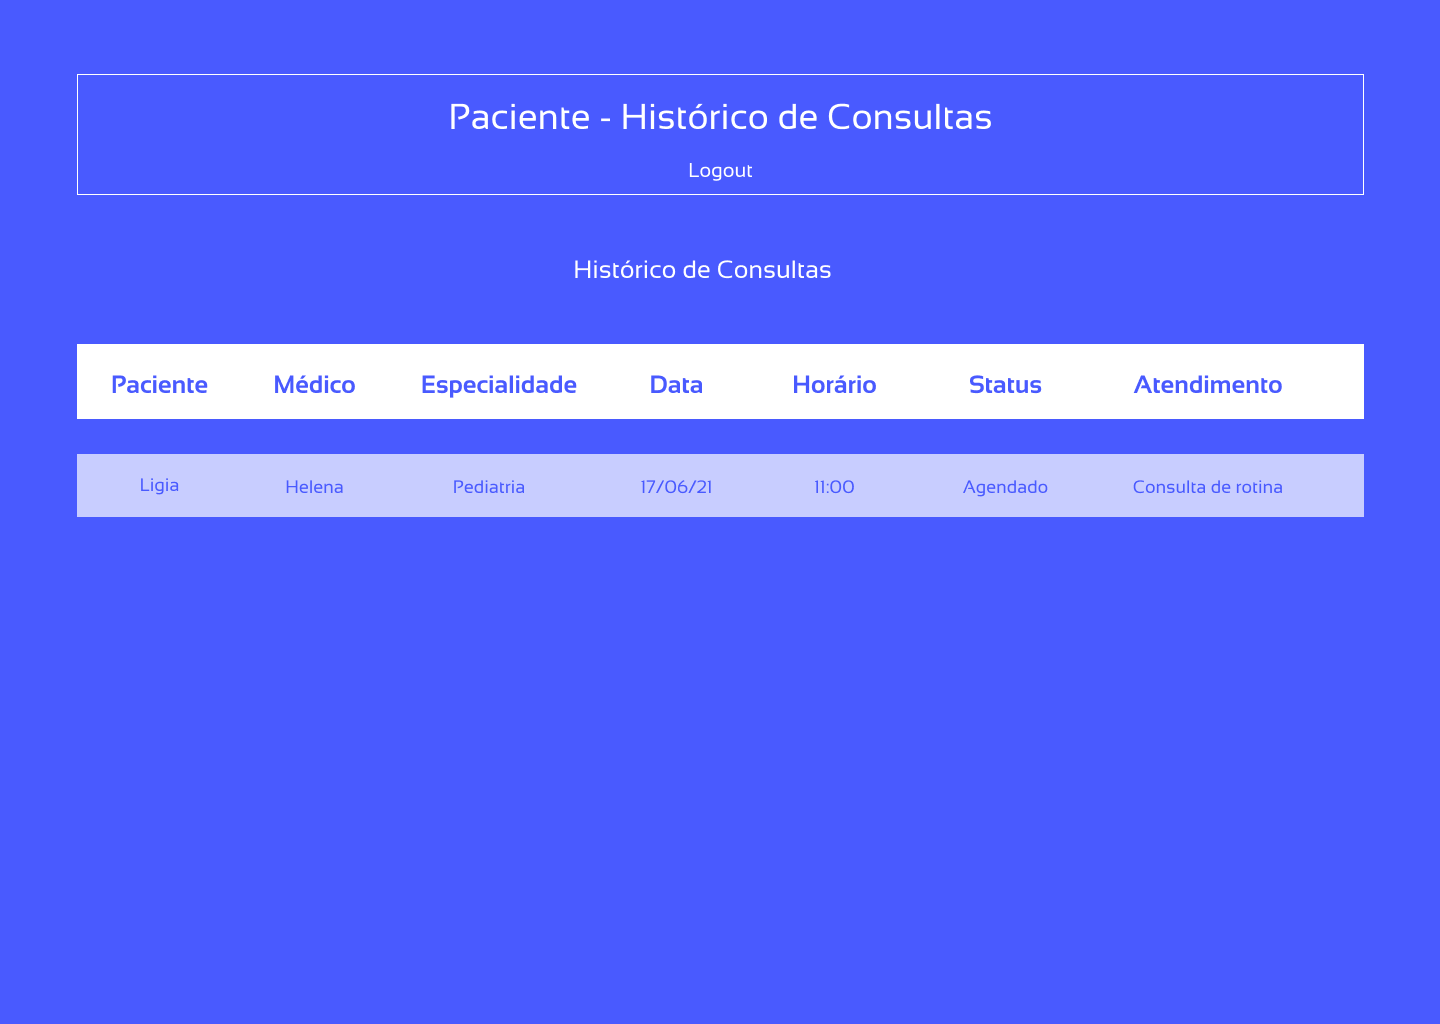 Paciente - Histórico de Consultas
Logout
Histórico de Consultas
Paciente Médico Especialidade Data Horário Status Atendimento
Ligia Helena Pediatria 17/06/21 11:00 Agendado Consulta de rotina